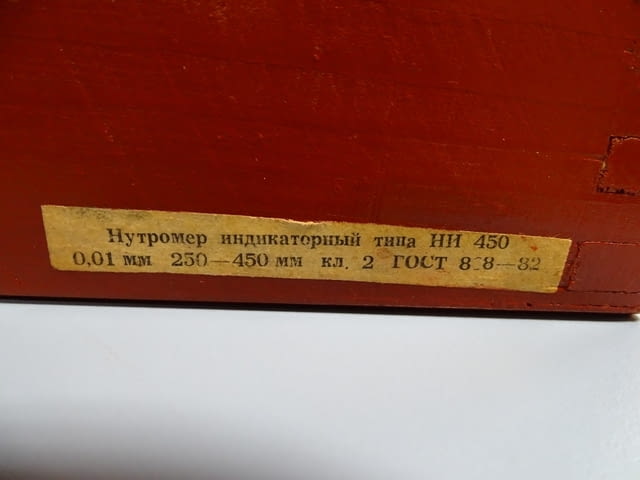 Нутромер индикаторный типа НИ 450
0,01 мм 250—450 мм кл. 2 ГОСТ